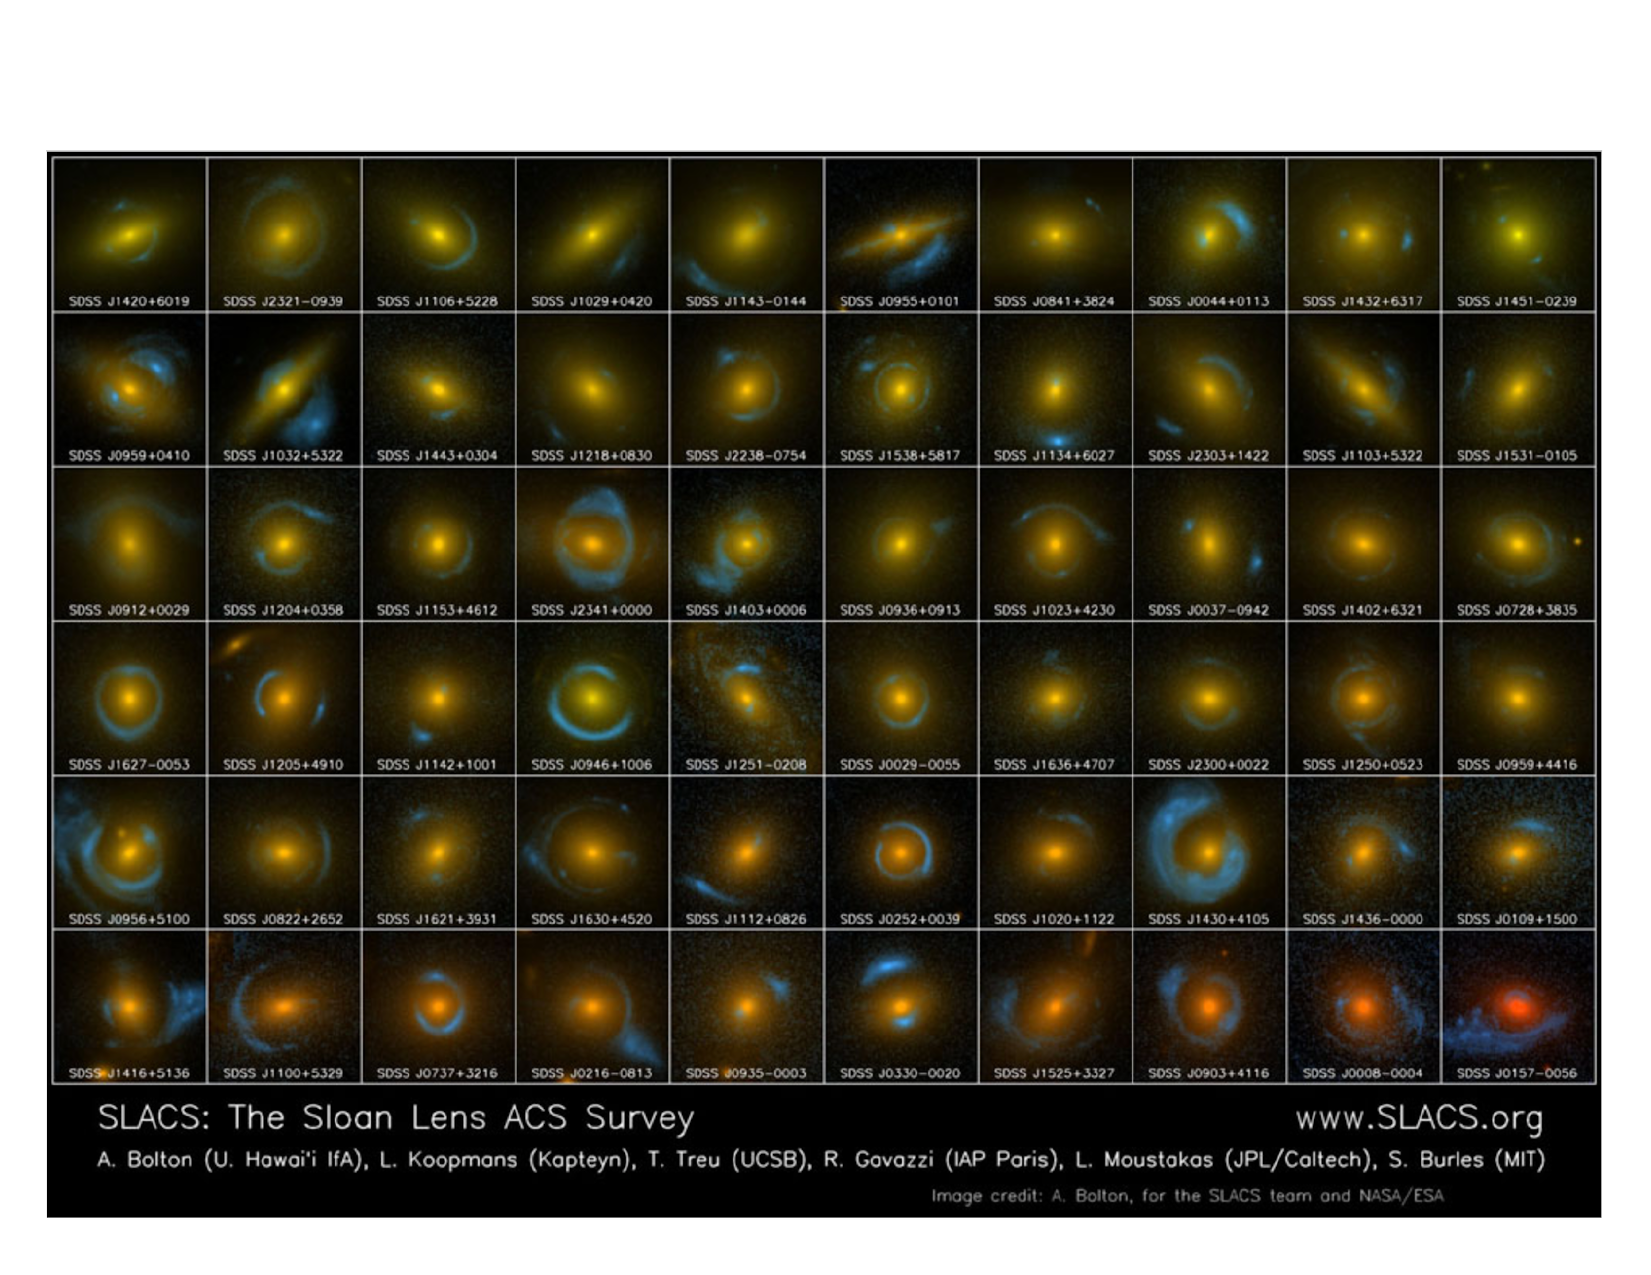 SDSS J1420+6019 SDSS J2321-0939 SDSS J1106+5228 SDSS J1029+0420 SDSS J1143-0144 SDSS J0955+0101 SDSS J0841+3824 SDSS J0044+0113 SDSS J1432+6317 SDSS J1451-0239
SDSS J0959+0410 SDSS J1032+5322 SDSS J1443+0304 SDSS J1218+0830 SDSS J2238-0754 SDSS J1538+5817 SDSS J1134+6027 SDSS J2303+1422 SDSS J1103+5322 SDSS J1531-0105
SDSS J0912+0029 SDSS J1204+0358 SDSS J1153+4612 SDSS J2341+0000 SDSS J1403+0006 SDSS J0936+0913 SDSS J1023+4230 SDSS J0037-0942 SDSS J1402+6321 SDSS J0728+3835
SDSS J1627-0053 SDSS J1205+4910 SDSS J1142+1001 SDSS J0946+1006 SDSS J1251-0208 SDSS J0029-0055 SDSS J1636+4707 SDSS J2300+0022 SDSS J1250+0523 SDSS J0959+4416
SDSS J0956+5100 SDSS J0822+2652 SDSS J1621+3931 SDSS J1630+4520 SDSS J1112+0826 SDSS J0252+0039 SDSS J1020+1122 SDSS J1430+4105 SDSS J1436-0000 SDSS J0109+1500
SDSS J1416+5136 SDSS J1100+5329 SDSS J0737+3216 SDSS J0216-0813 SDSS J0935-0003 SDSS J0330-0020 SDSS J1525+3327 SDSS J0903+4116 SDSS J0008-0004 SDSS J0157-0056
SLACS: The Sloan Lens ACS Survey www.SLACS.org
A. Bolton (U. Hawai'i IfA), L. Koopmans (Kapteyn), T. Treu (UCSB), R. Gavazzi (IAP Paris), L. Moustakas (JPL/Caltech), S. Burles (MIT)
Image credit: A. Bolton, for the SLACS team and NASA/ESA